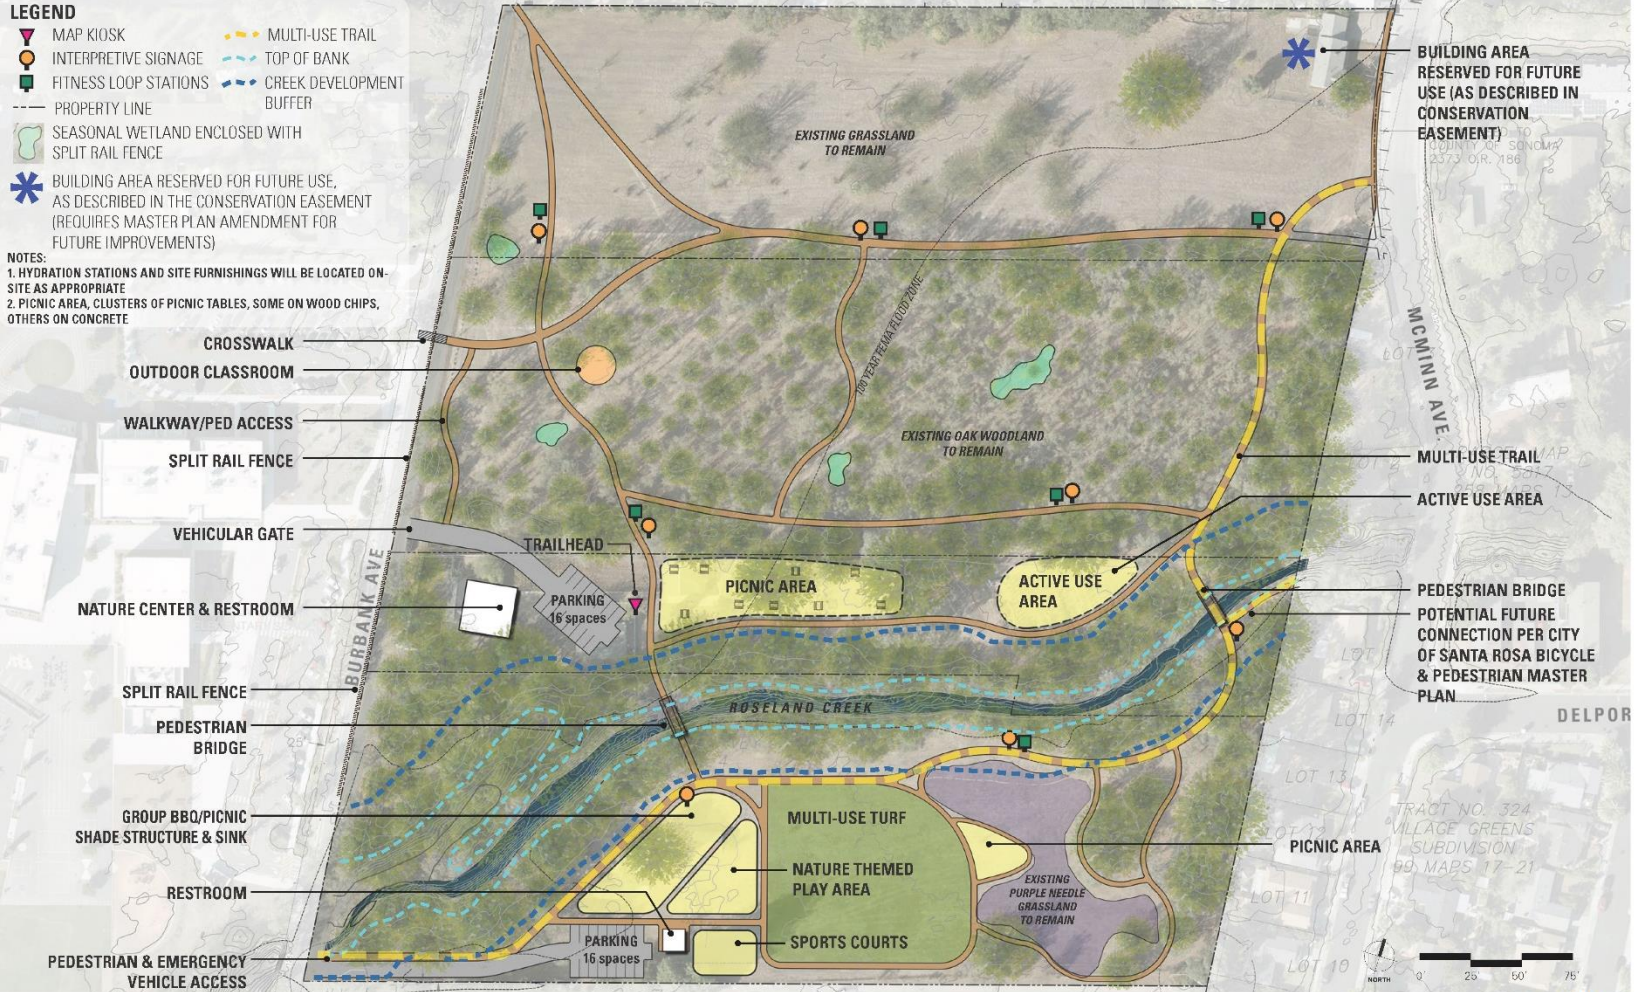 LEGEND
MAP KIOSK
INTERPRETIVE SIGNAGE
FITNESS LOOP STATIONS
PROPERTY LINE
SEASONAL WETLAND ENCLOSED WITH
SPLIT RAIL FENCE
BUILDING AREA RESERVED FOR FUTURE USE,
AS DESCRIBED IN THE CONSERVATION EASEMENT
(REQUIRES MASTER PLAN AMENDMENT FOR
FUTURE IMPROVEMENTS)
MULTI-USE TRAIL
TOP OF BANK
CREEK DEVELOPMENT
BUFFER
NOTES:
1. HYDRATION STATIONS AND SITE FURNISHINGS WILL BE LOCATED ON-
SITE AS APPROPRIATE
2. PICNIC AREA, CLUSTERS OF PICNIC TABLES, SOME ON WOOD CHIPS,
OTHERS ON CONCRETE
CROSSWALK
OUTDOOR CLASSROOM
WALKWAY/PED ACCESS
SPLIT RAIL FENCE
VEHICULAR GATE
NATURE CENTER & RESTROOM
BURBANK AVE
SPLIT RAIL FENCE
PEDESTRIAN
BRIDGE
GROUP BBQ/PICNIC
SHADE STRUCTURE & SINK
RESTROOM
PEDESTRIAN & EMERGENCY
VEHICLE ACCESS
EXISTING GRASSLAND
TO REMAIN
100 YEAR FEMA FLOOD ZONE
EXISTING OAK WOODLAND
TO REMAIN
TRAILHEAD
PARKING
16 spaces
PICNIC AREA
ACTIVE USE
AREA
ROSELAND CREEK
MULTI-USE TURF
NATURE THEMED
PLAY AREA
SPORTS COURTS
PARKING
16 spaces
EXISTING
PURPLE NEEDLE
GRASSLAND
TO REMAIN
BUILDING AREA
RESERVED FOR FUTURE
USE (AS DESCRIBED IN
CONSERVATION
EASEMENT)
COUNTY OF SONOMA
2373 O.R. 186
MCMINN AVE.
MULTI-USE TRAIL
ACTIVE USE AREA
PEDESTRIAN BRIDGE
POTENTIAL FUTURE
CONNECTION PER CITY
OF SANTA ROSA BICYCLE
& PEDESTRIAN MASTER
PLAN
DELPOR
LOT 14
LOT 13
TRACT NO. 324
VILLAGE GREENS
SUBDIVISION
99 MAPS 17-21
PICNIC AREA
LOT 11
LOT 10
NORTH
0' 25' 50' 75'